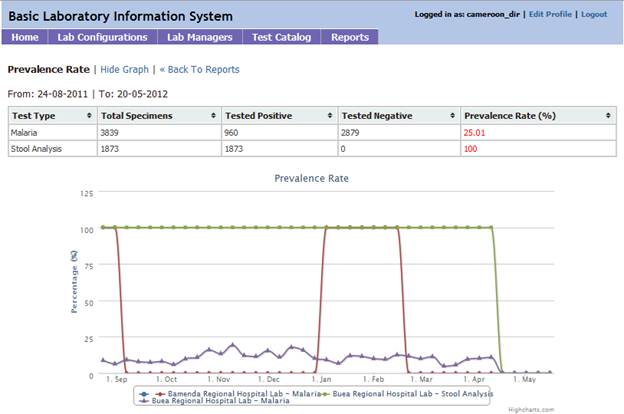 Basic Laboratory Information System
Logged in as: cameroon_dir | Edit Profile | Logout
Home Lab Configurations Lab Managers Test Catalog Reports
Prevalence Rate | Hide Graph | « Back To Reports
From: 24-08-2011 | To: 20-05-2012
Test Type Total Specimens Tested Positive Tested Negative Prevalence Rate (%)
Malaria 3839 960 2879 25.01
Stool Analysis 1873 1873 0 100
Prevalence Rate
125
100
75
50
25
0
Percentage (%)
1. Sep 1. Oct 1. Nov 1. Dec 1. Jan 1. Feb 1. Mar 1. Apr 1. May
Bamenda Regional Hospital Lab - Malaria Buea Regional Hospital Lab - Stool Analysis
Buea Regional Hospital Lab - Malaria
Highcharts.com